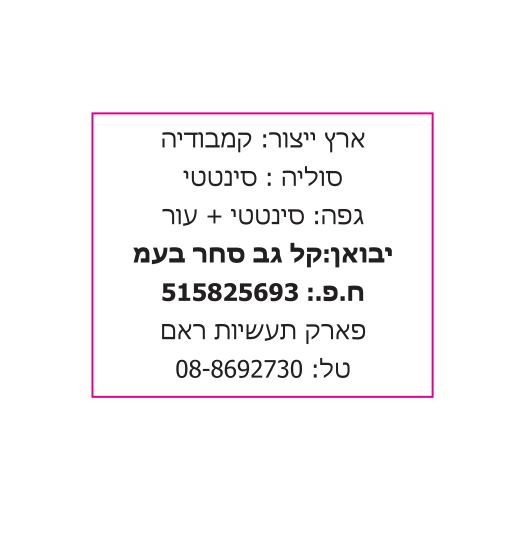 ארץ ייצור: קמבודיה
סוליה : סינטטי
גפה: סינטטי + עור
יבואן:קל גב סחר בעמ
ח.פ.: 515825693
פארק תעשיות ראם
טל: 08-8692730